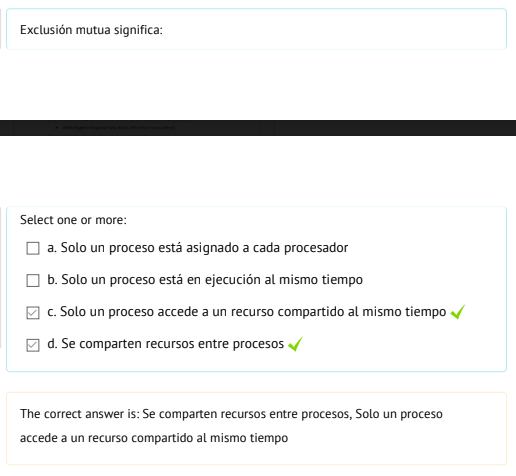 Exclusión mutua significa:
Select one or more:
a. Solo un proceso está asignado a cada procesador
b. Solo un proceso está en ejecución al mismo tiempo
c. Solo un proceso accede a un recurso compartido al mismo tiempo
d. Se comparten recursos entre procesos
The correct answer is: Se comparten recursos entre procesos, Solo un proceso
accede a un recurso compartido al mismo tiempo